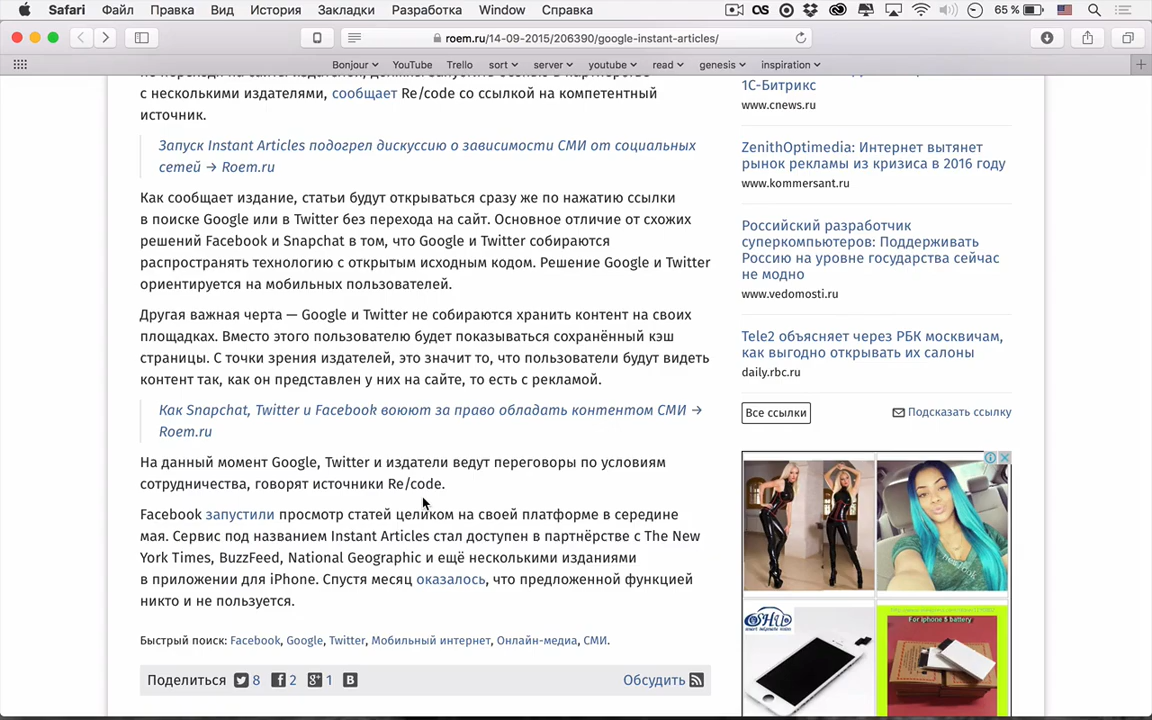 Safari Файл Правка Вид История Закладки Разработка Window Справка
65 %
roem.ru/14-09-2015/206390/google-instant-articles/
Bonjour YouTube Trello sort server youtube read genesis inspiration
с несколькими издателями, сообщает Re/code со ссылкой на компетентный
источник.
Запуск Instant Articles подогрел дискуссию о зависимости СМИ от социальных
сетей → Roem.ru
Как сообщает издание, статьи будут открываться сразу же по нажатию ссылки
в поиске Google или в Twitter без перехода на сайт. Основное отличие от схожих
решений Facebook и Snapchat в том, что Google и Twitter собираются
распространять технологию с открытым исходным кодом. Решение Google и Twitter
ориентируется на мобильных пользователей.
Другая важная черта — Google и Twitter не собираются хранить контент на своих
площадках. Вместо этого пользователю будет показываться сохранённый кэш
страницы. С точки зрения издателей, это значит то, что пользователи будут видеть
контент так, как он представлен у них на сайте, то есть с рекламой.
Как Snapchat, Twitter и Facebook воюют за право обладать контентом СМИ →
Roem.ru
На данный момент Google, Twitter и издатели ведут переговоры по условиям
сотрудничества, говорят источники Re/code.
Facebook запустили просмотр статей целиком на своей платформе в середине
мая. Сервис под названием Instant Articles стал доступен в партнёрстве с The New
York Times, BuzzFeed, National Geographic и ещё несколькими изданиями
в приложении для iPhone. Спустя месяц оказалось, что предложенной функцией
никто и не пользуется.
Быстрый поиск: Facebook, Google, Twitter, Мобильный интернет, Онлайн-медиа, СМИ.
Поделиться 8 2 1 B Обсудить
1С-Битрикс
www.cnews.ru
ZenithOptimedia: Интернет вытянет
рынок рекламы из кризиса в 2016 году
www.kommersant.ru
Российский разработчик
суперкомпьютеров: Поддерживать
Россию на уровне государства сейчас
не модно
www.vedomosti.ru
Tele2 объясняет через РБК москвичам,
как выгодно открывать их салоны
daily.rbc.ru
Все ссылки Подсказать ссылку
For iphone 5 battery